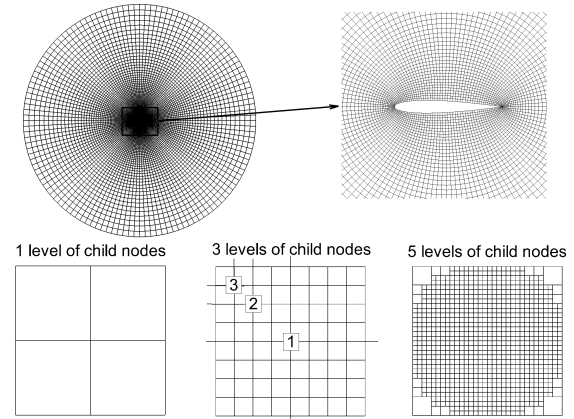 1 level of child nodes
3 levels of child nodes
5 levels of child nodes
3
2
1